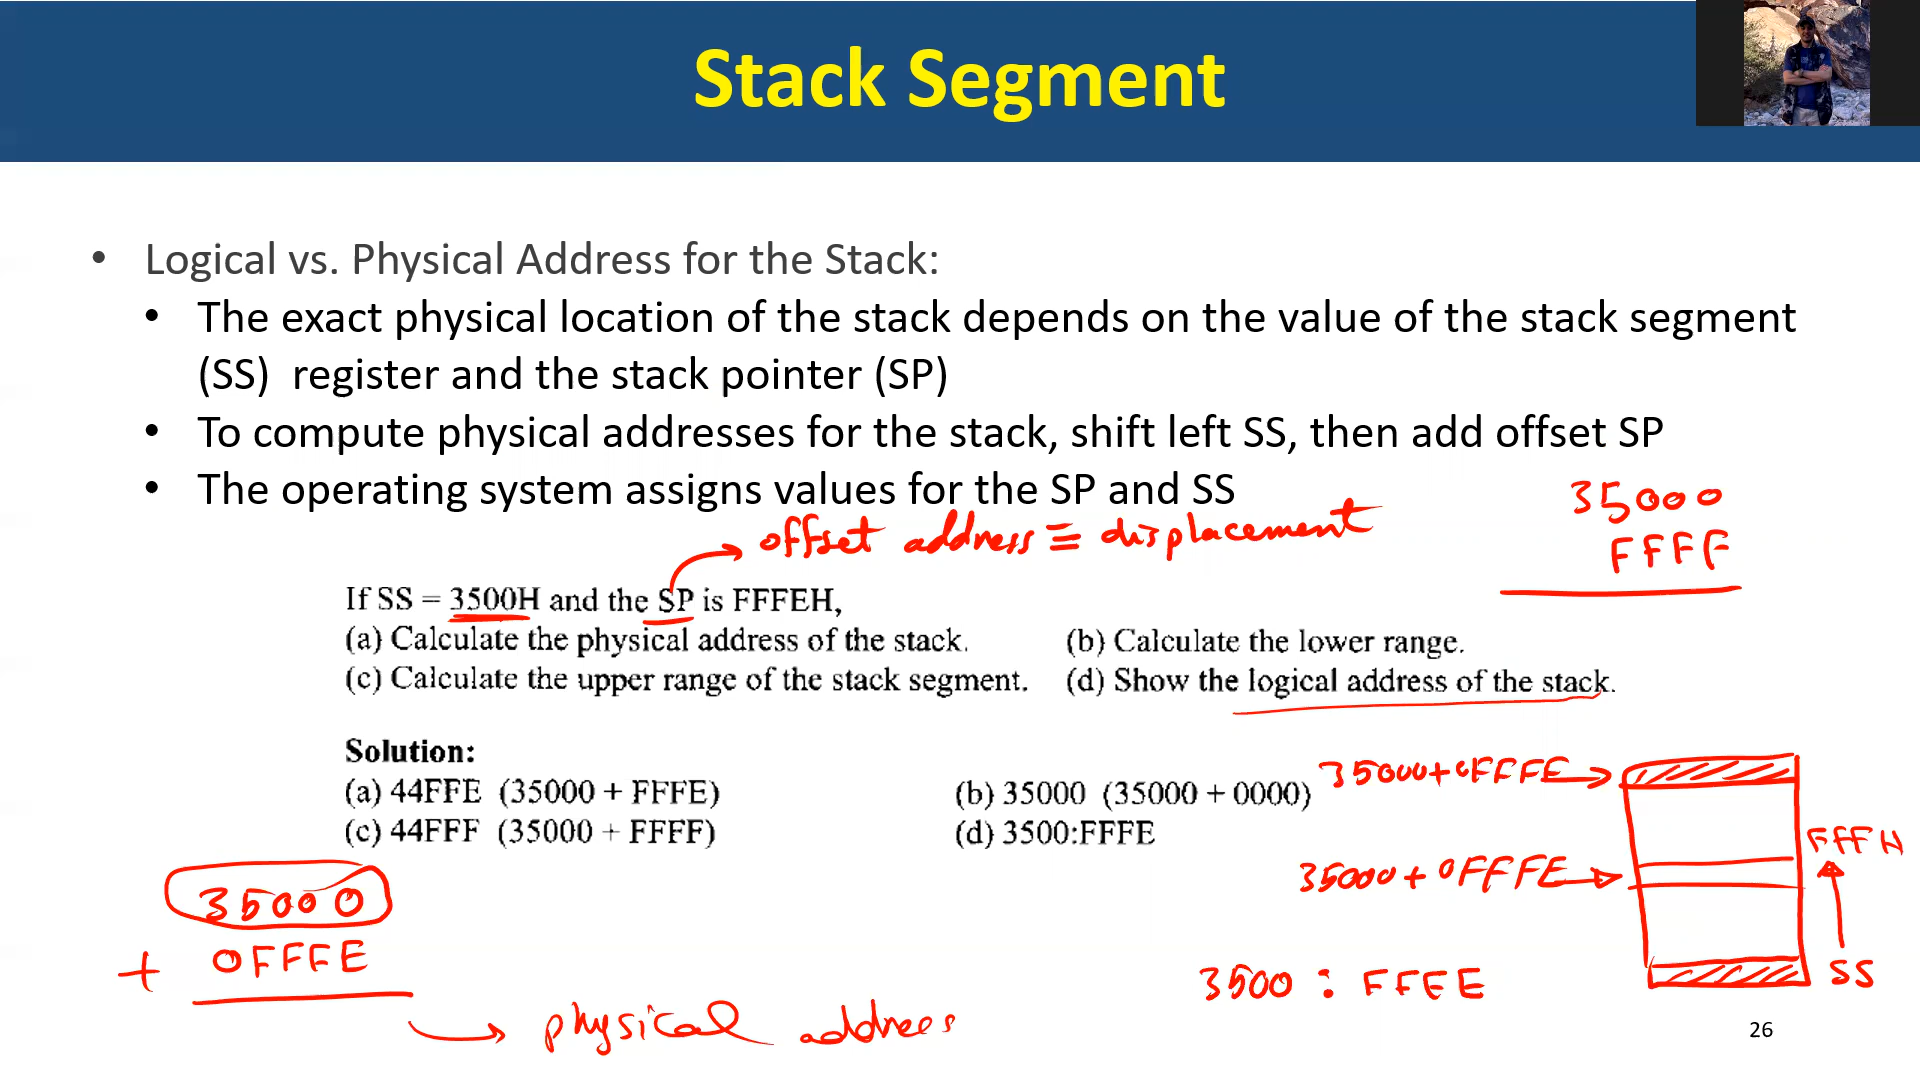 Stack Segment
• Logical vs. Physical Address for the Stack:
• The exact physical location of the stack depends on the value of the stack segment
(SS) register and the stack pointer (SP)
• To compute physical addresses for the stack, shift left SS, then add offset SP
• The operating system assigns values for the SP and SS
35000
FFFF
offset address ≡ displacement
If SS = 3500H and the SP is FFFEH,
(a) Calculate the physical address of the stack. (b) Calculate the lower range.
(c) Calculate the upper range of the stack segment. (d) Show the logical address of the stack.
Solution:
(a) 44FFE (35000 + FFFE) (b) 35000 (35000 + 0000)
(c) 44FFF (35000 + FFFF) (d) 3500:FFFE
35000+0FFFE
FFFH
35000+0FFFE
SS
35000
+ 0FFFE
physical address
3500 : FFFE
26